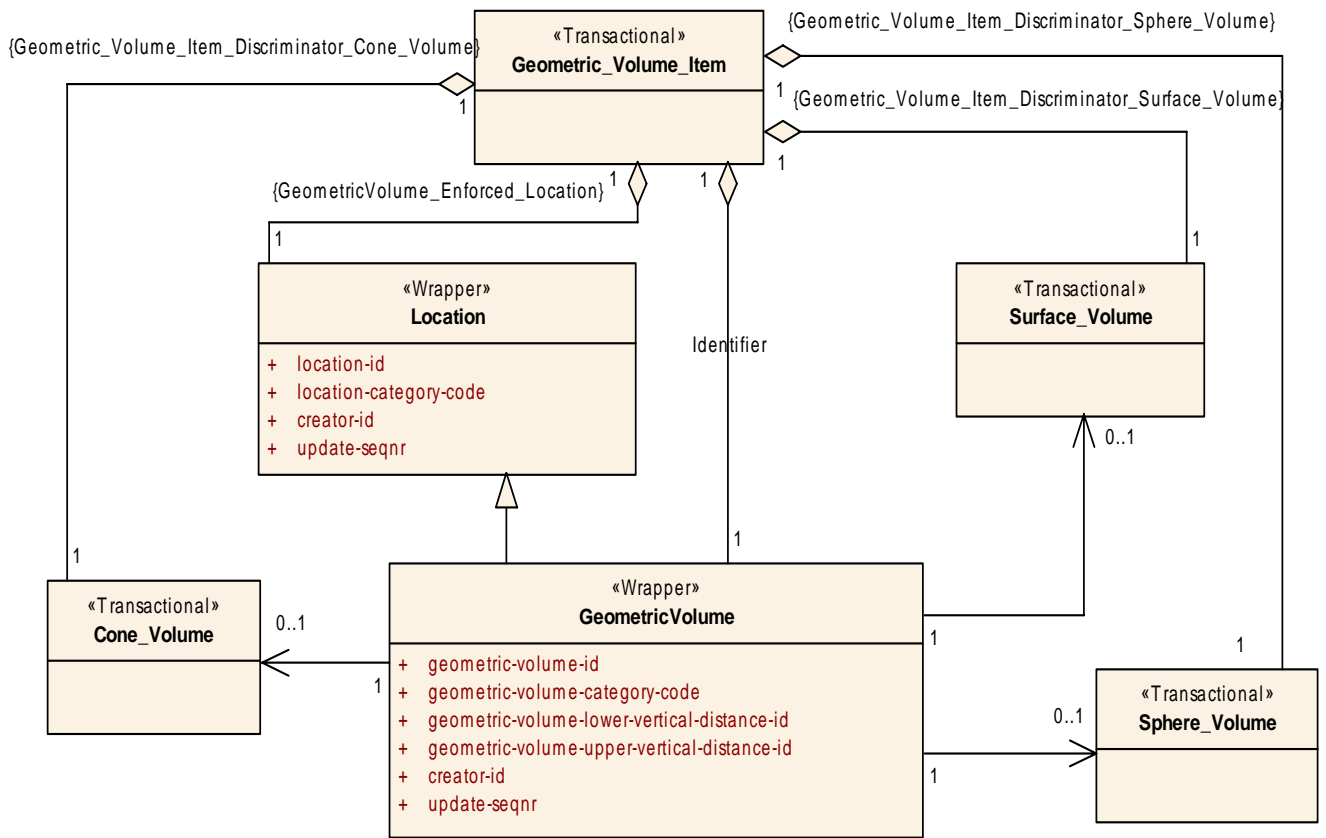 {Geometric_Volume_Item_Discriminator_Cone_Volume}
«Transactional»
Geometric_Volume_Item
{Geometric_Volume_Item_Discriminator_Sphere_Volume}
1
1
{Geometric_Volume_Item_Discriminator_Surface_Volume}
1
1
1
{GeometricVolume_Enforced_Location}
1
1
«Wrapper»
Location
+ location-id
+ location-category-code
+ creator-id
+ update-seqnr
Identifier
«Transactional»
Surface_Volume
0..1
1
1
«Transactional»
Cone_Volume
0..1
1
«Wrapper»
GeometricVolume
+ geometric-volume-id
+ geometric-volume-category-code
+ geometric-volume-lower-vertical-distance-id
+ geometric-volume-upper-vertical-distance-id
+ creator-id
+ update-seqnr
1
1
0..1
1
«Transactional»
Sphere_Volume